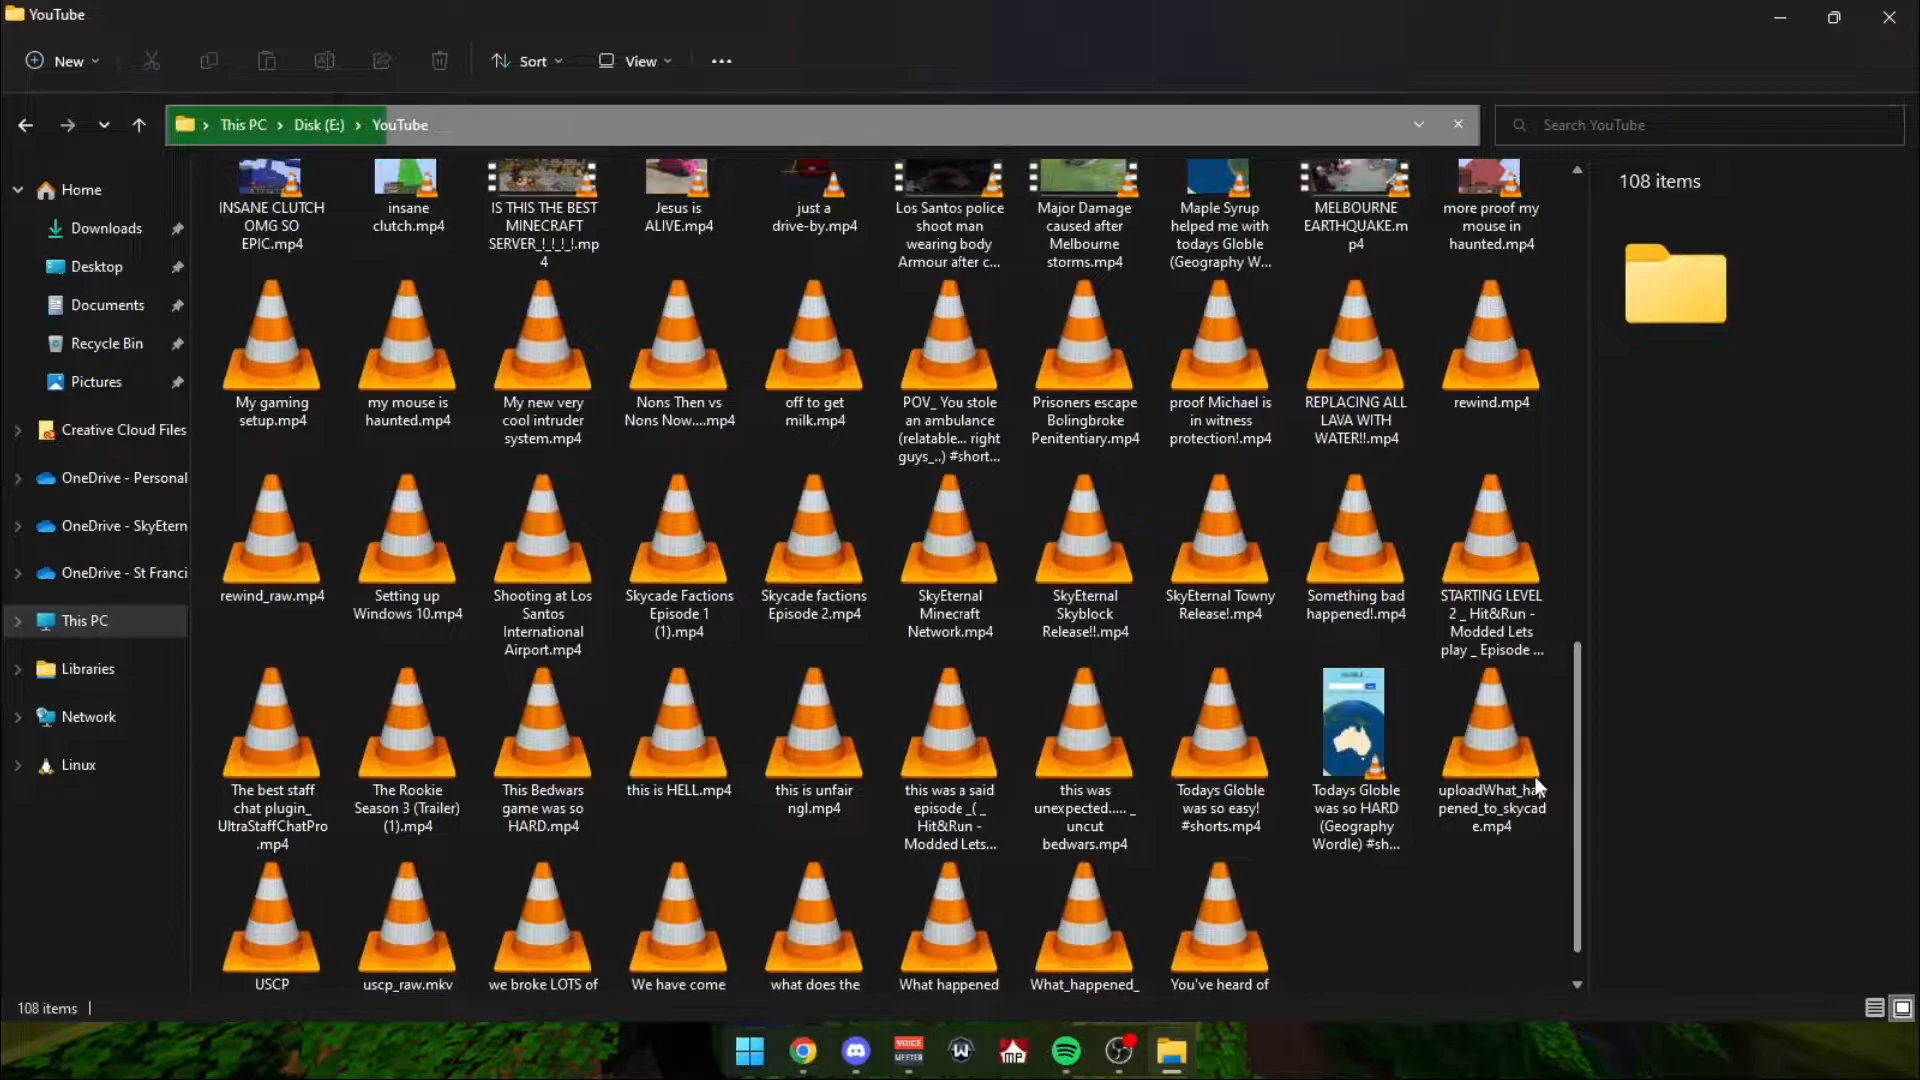 YouTube
New
Sort
View
This PC
Disk (E:)
YouTube
Search YouTube
Home
Downloads
Desktop
Documents
Recycle Bin
Pictures
Creative Cloud Files
OneDrive - Personal
OneDrive - SkyEtern
OneDrive - St Franci
This PC
Libraries
Network
Linux
INSANE CLUTCH
OMG SO
EPIC.mp4
insane
clutch.mp4
IS THIS THE BEST
MINECRAFT
SERVER_!_!_!_!.mp
4
Jesus is
ALIVE.mp4
just a
drive-by.mp4
Los Santos police
shoot man
wearing body
Armour after c...
Major Damage
caused after
Melbourne
storms.mp4
Maple Syrup
helped me with
todays Globle
(Geography W...
MELBOURNE
EARTHQUAKE.m
p4
more proof my
mouse in
haunted.mp4
My gaming
setup.mp4
my mouse is
haunted.mp4
My new very
cool intruder
system.mp4
Nons Then vs
Nons Now....mp4
off to get
milk.mp4
POV_ You stole
an ambulance
(relatable... right
guys_..) #short...
Prisoners escape
Bolingbroke
Penitentiary.mp4
proof Michael is
in witness
protection!.mp4
REPLACING ALL
LAVA WITH
WATER!!.mp4
rewind.mp4
rewind_raw.mp4
Setting up
Windows 10.mp4
Shooting at Los
Santos
International
Airport.mp4
Skycade Factions
Episode 1
(1).mp4
Skycade factions
Episode 2.mp4
SkyEternal
Minecraft
Network.mp4
SkyEternal
Skyblock
Release!!.mp4
SkyEternal Towny
Release!.mp4
Something bad
happened!.mp4
STARTING LEVEL
2 _ Hit&Run -
Modded Lets
play _ Episode ...
The best staff
chat plugin_
UltraStaffChatPro
.mp4
The Rookie
Season 3 (Trailer)
(1).mp4
This Bedwars
game was so
HARD.mp4
this is HELL.mp4
this is unfair
ngl.mp4
this was a said
episode _( _
Hit&Run -
Modded Lets...
this was
unexpected..... _
uncut
bedwars.mp4
Todays Globle
was so easy!
#shorts.mp4
Todays Globle
was so HARD
(Geography
Wordle) #sh...
uploadWhat_hap
pened_to_skycad
e.mp4
USCP
uscp_raw.mkv
we broke LOTS of
We have come
what does the
What happened
What_happened_
You've heard of
108 items
108 items
VOICE
MEETER
MP